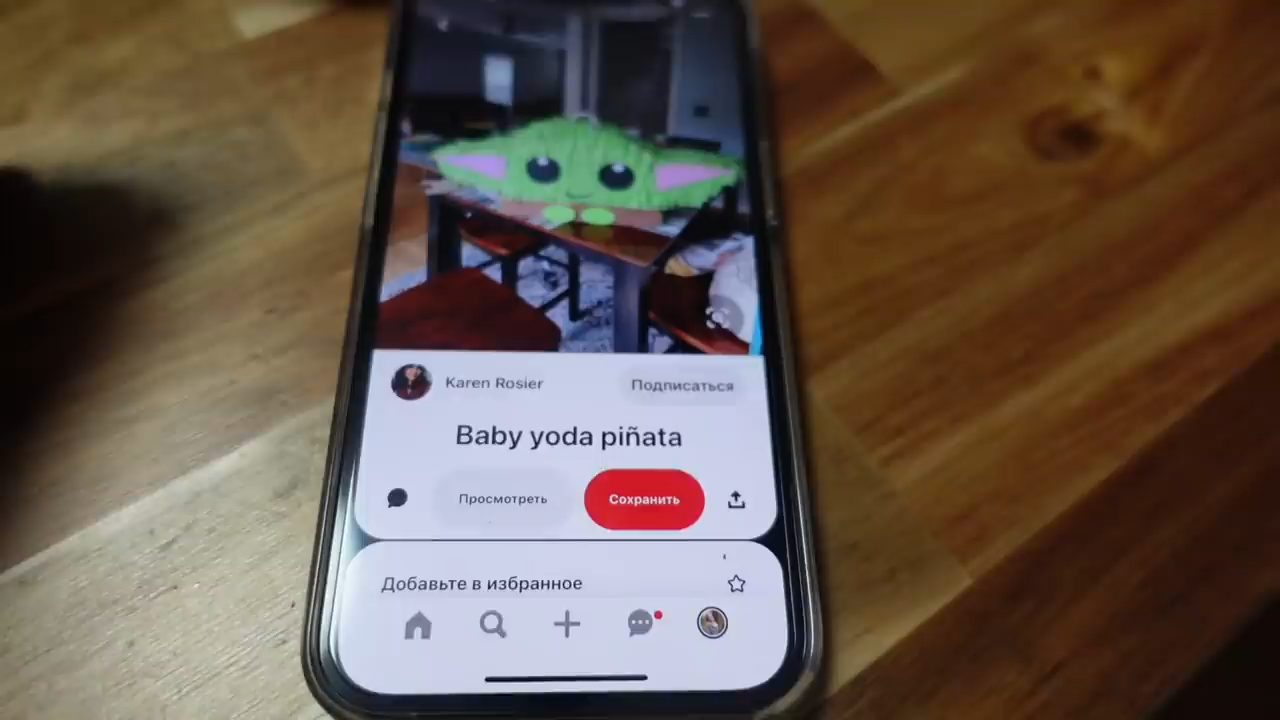 Karen Rosier
Подписаться
Baby yoda piñata
Просмотреть
Сохранить
Добавьте в избранное